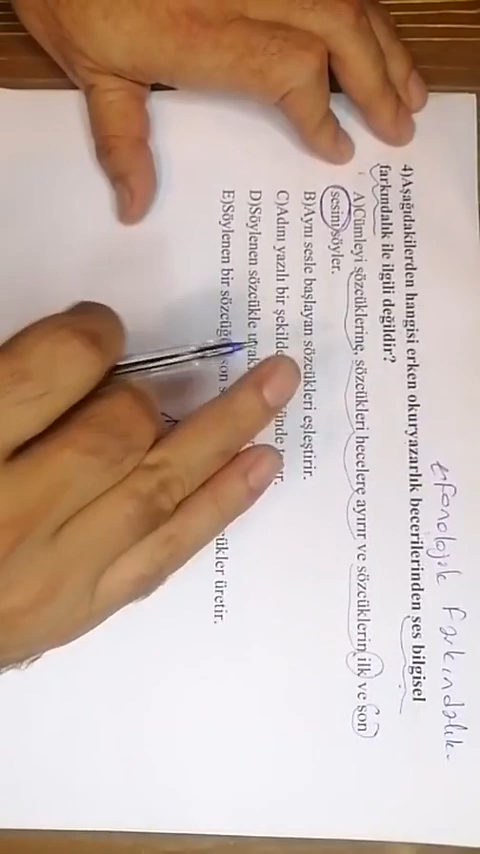 fonolojik farkındalık.
4)Aşağıdakilerden hangisi erken okuryazarlık becerilerinden ses bilgisel
farkındalık ile ilgili değildir?
A)Cümleyi sözcüklerine, sözcükleri hecelere ayırır ve sözcüklerin ilk ve son
sesini söyler.
B)Aynı sesle başlayan sözcükleri eşleştirir.
C)Adını yazılı bir şekilde
D)Söylenen sözcükle
E)Söylenen bir sözcüğe son üretir.